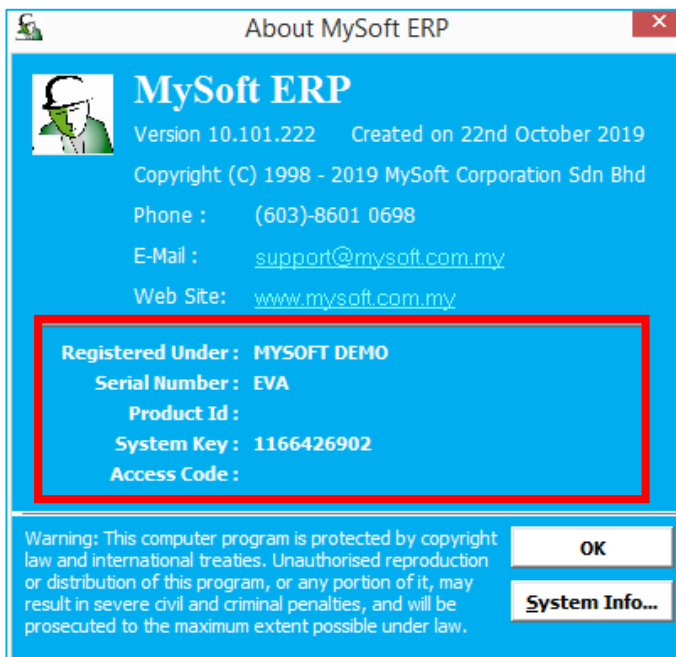 About MySoft ERP
MySoft ERP
Version 10.101.222 Created on 22nd October 2019
Copyright (C) 1998 - 2019 MySoft Corporation Sdn Bhd
Phone : (603)-8601 0698
E-Mail : support@mysoft.com.my
Web Site: www.mysoft.com.my
Registered Under : MYSOFT DEMO
Serial Number : EVA
Product Id :
System Key : 1166426902
Access Code :
Warning: This computer program is protected by copyright
law and international treaties. Unauthorised reproduction
or distribution of this program, or any portion of it, may
result in severe civil and criminal penalties, and will be
prosecuted to the maximum extent possible under law.
OK
System Info...